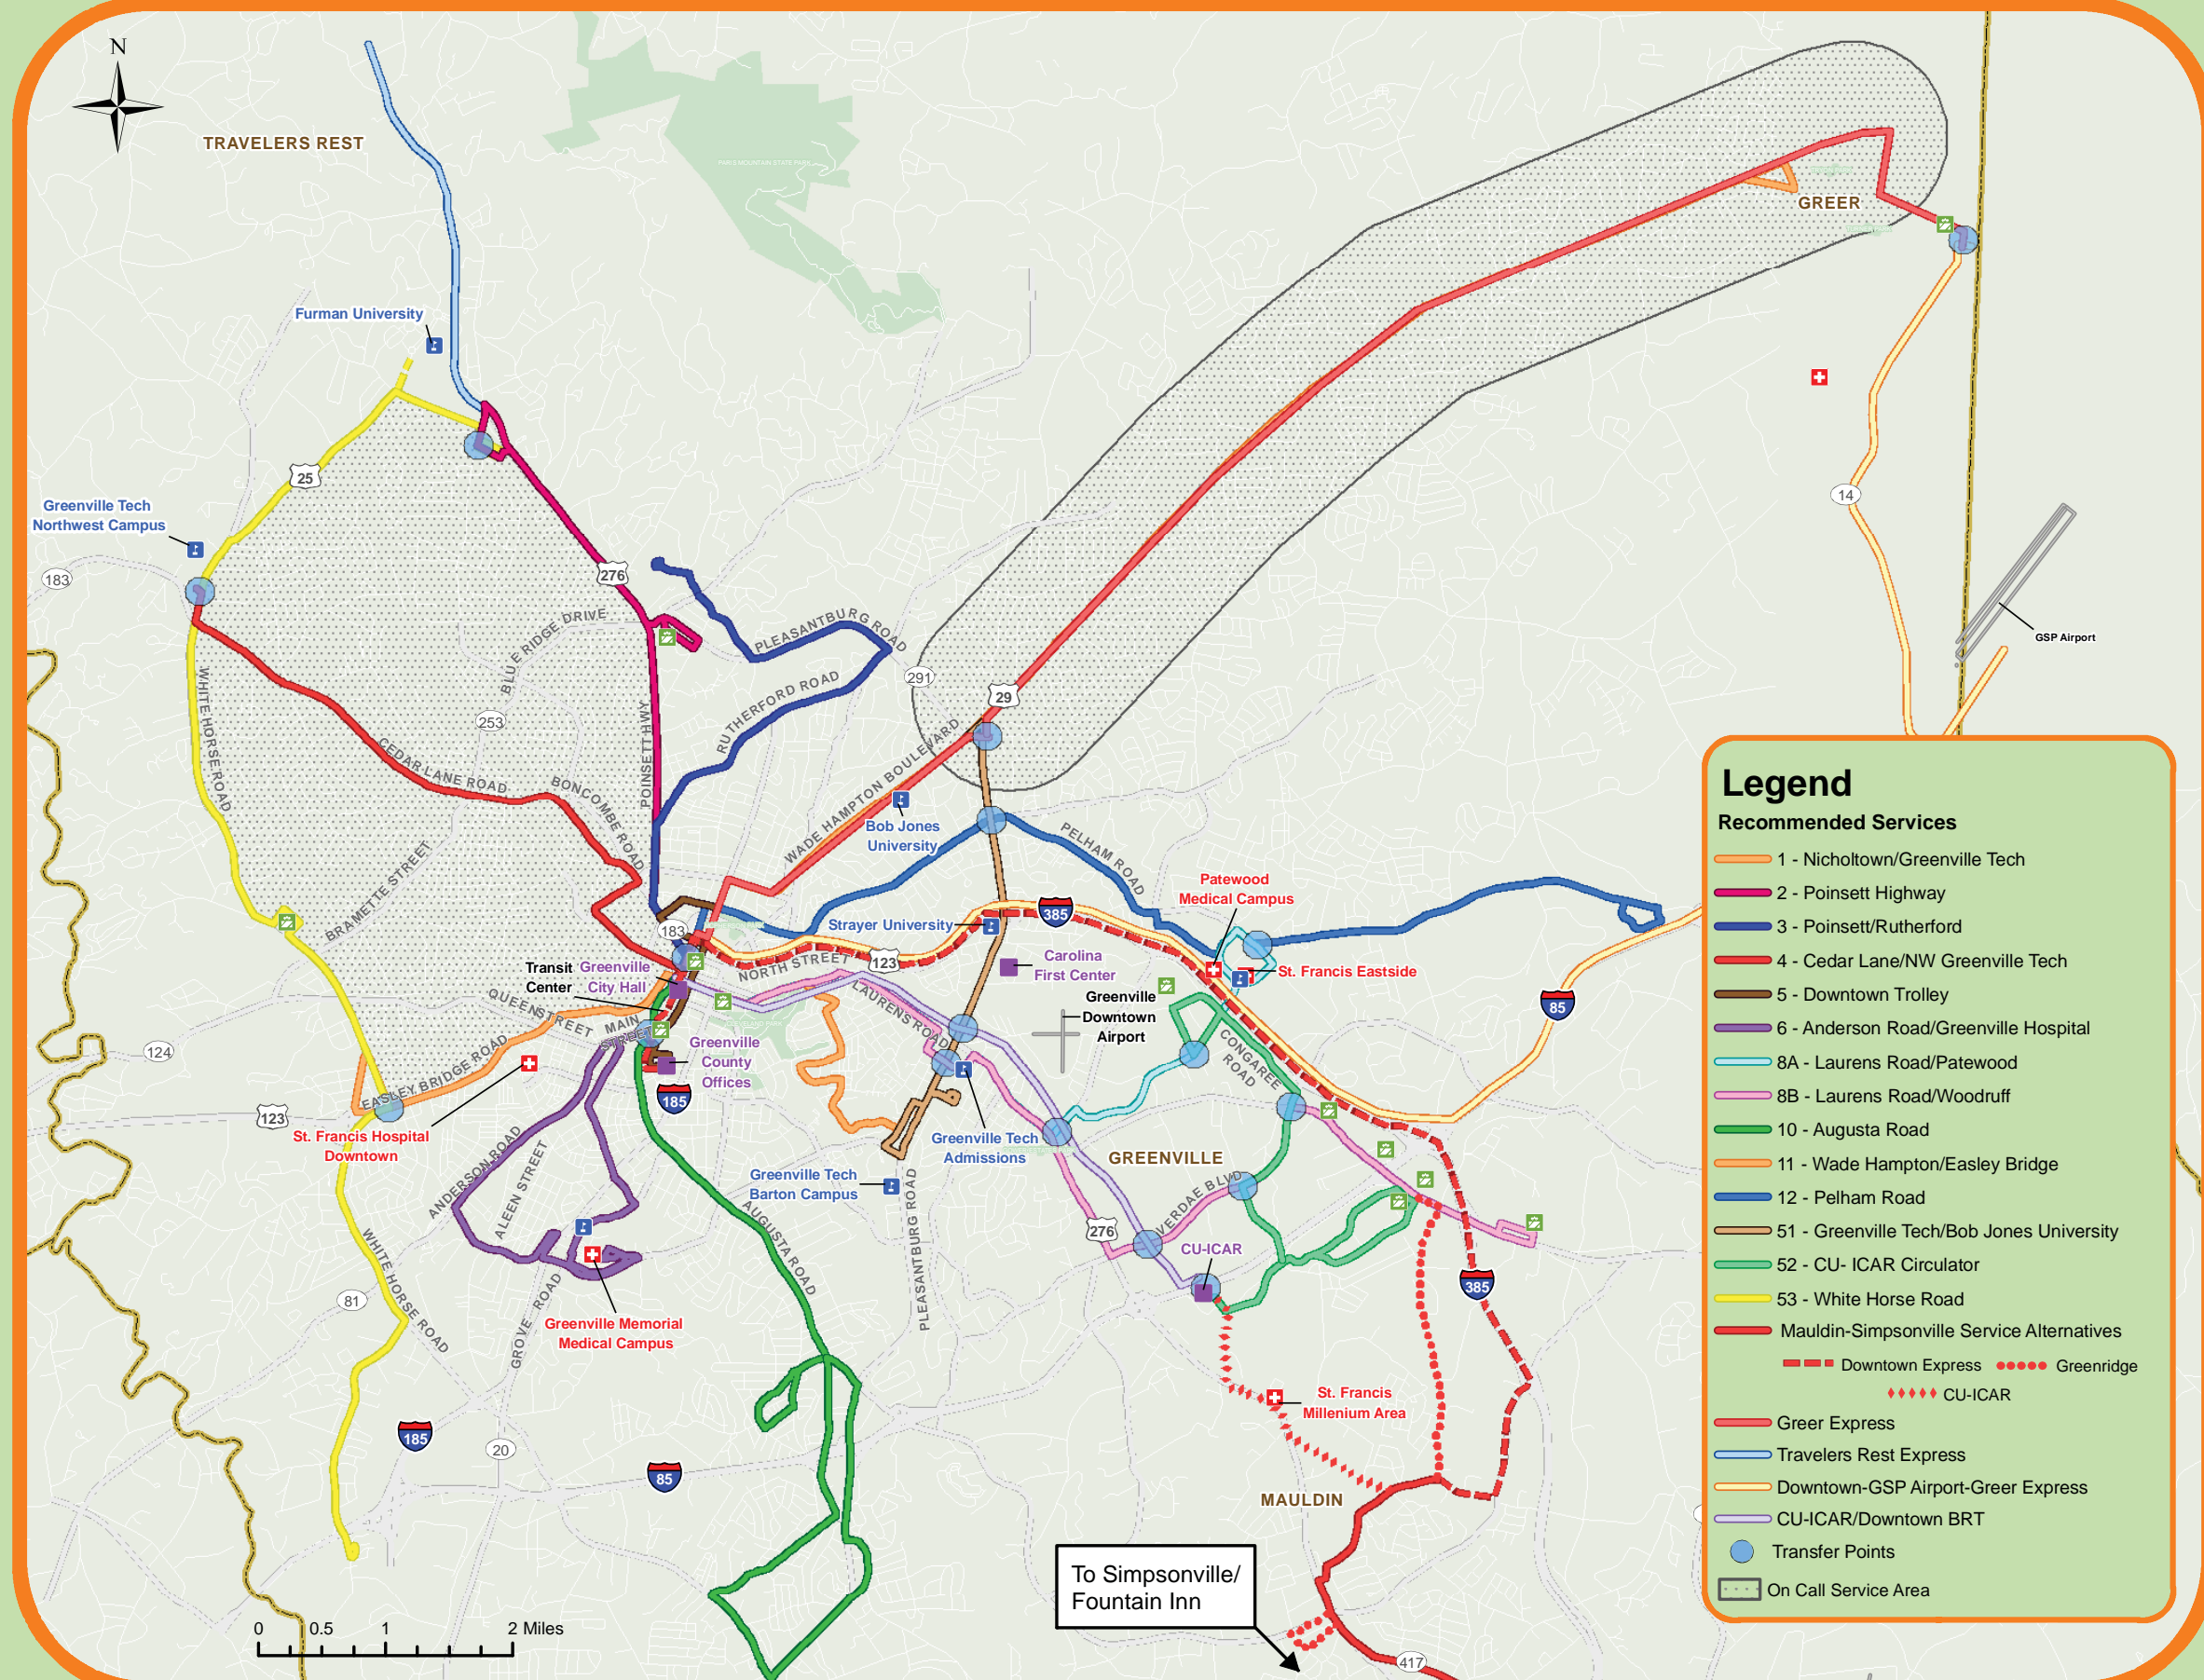 N
TRAVELERS REST
PARIS MOUNTAIN STATE PARK
GREER
Furman University
25
Greenville Tech
Northwest Campus
14
183
276
GSP Airport
BLUE RIDGE DRIVE
PLEASANTBURG ROAD
291
29
RUTHERFORD ROAD
WHITE HORSE ROAD
253
POINSETT HWY
CEDAR LANE ROAD
BONCOMBE ROAD
WADE HAMPTON BOULEVARD
Bob Jones
University
PELHAM ROAD
BRAMETTE STREET
Patewood
Medical Campus
385
Strayer University
183
123
NORTH STREET
Carolina
First Center
St. Francis Eastside
Transit
Center
Greenville
City Hall
Greenville
Downtown
Airport
85
QUEEN STREET
MAIN
STREET
LAURENS ROAD
CLEVELAND PARK
CONGAREE
ROAD
124
EASLEY BRIDGE ROAD
Greenville
County
Offices
185
123
St. Francis Hospital
Downtown
Greenville Tech
Admissions
GREENVILLE
ANDERSON ROAD
ALEEN STREET
Greenville Tech
Barton Campus
PLEASANTBURG ROAD
VERDAE BLVD
276
CU-ICAR
AUGUSTA ROAD
WHITE HORSE ROAD
81
GROVE ROAD
Greenville Memorial
Medical Campus
385
St. Francis
Millenium Area
185
20
85
MAULDIN
To Simpsonville/
Fountain Inn
417
0 0.5 1 2 Miles
Legend
Recommended Services
1 - Nicholtown/Greenville Tech
2 - Poinsett Highway
3 - Poinsett/Rutherford
4 - Cedar Lane/NW Greenville Tech
5 - Downtown Trolley
6 - Anderson Road/Greenville Hospital
8A - Laurens Road/Patewood
8B - Laurens Road/Woodruff
10 - Augusta Road
11 - Wade Hampton/Easley Bridge
12 - Pelham Road
51 - Greenville Tech/Bob Jones University
52 - CU- ICAR Circulator
53 - White Horse Road
Mauldin-Simpsonville Service Alternatives
Downtown Express Greenridge
CU-ICAR
Greer Express
Travelers Rest Express
Downtown-GSP Airport-Greer Express
CU-ICAR/Downtown BRT
Transfer Points
On Call Service Area